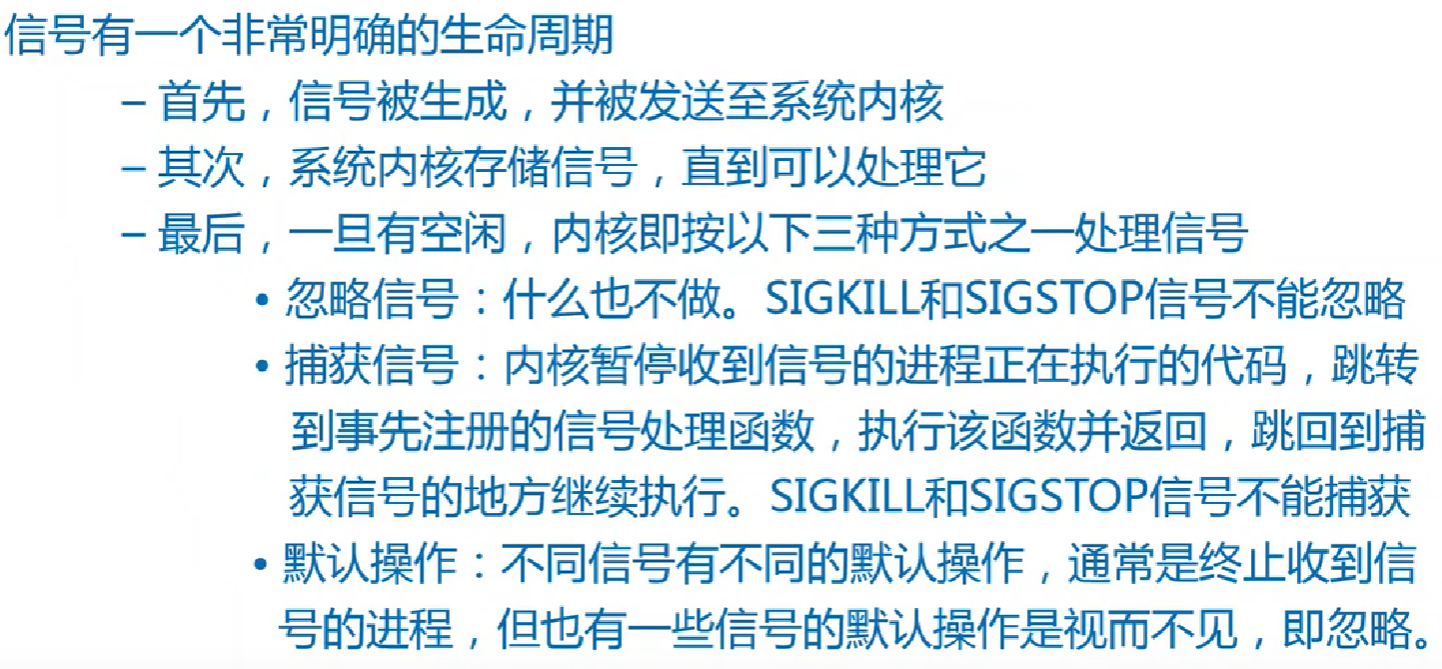 信号有一个非常明确的生命周期
– 首先，信号被生成，并被发送至系统内核
– 其次，系统内核存储信号，直到可以处理它
– 最后，一旦有空闲，内核即按以下三种方式之一处理信号
• 忽略信号：什么也不做。SIGKILL和SIGSTOP信号不能忽略
• 捕获信号：内核暂停收到信号的进程正在执行的代码，跳转
到事先注册的信号处理函数，执行该函数并返回，跳回到捕
获信号的地方继续执行。SIGKILL和SIGSTOP信号不能捕获
• 默认操作：不同信号有不同的默认操作，通常是终止收到信
号的进程，但也有一些信号的默认操作是视而不见，即忽略。